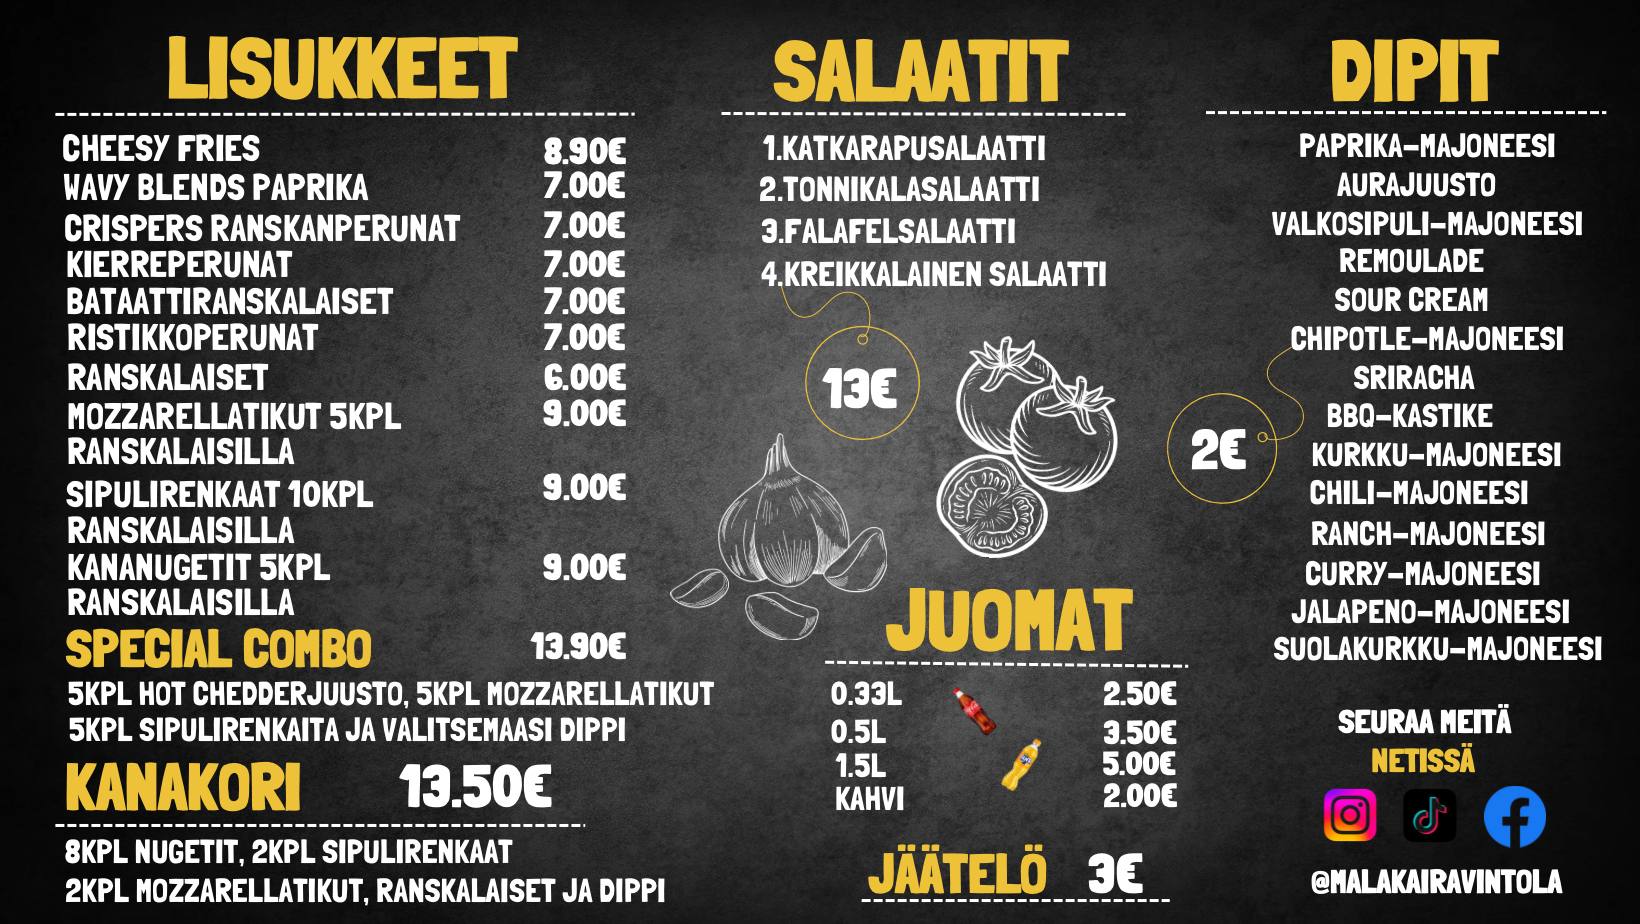 LISUKKEET
CHEESY FRIES 8.90€
WAVY BLENDS PAPRIKA 7.00€
CRISPERS RANSKANPERUNAT 7.00€
KIERREPERUNAT 7.00€
BATAATTIRANSKALAISET 7.00€
RISTIKKOPERUNAT 7.00€
RANSKALAISET 6.00€
MOZZARELLATIKUT 5KPL 9.00€
RANSKALAISILLA
SIPULIRENKAAT 10KPL 9.00€
RANSKALAISILLA
KANANUGETIT 5KPL 9.00€
RANSKALAISILLA
SPECIAL COMBO 13.90€
5KPL HOT CHEDDERJUUSTO, 5KPL MOZZARELLATIKUT
5KPL SIPULIRENKAITA JA VALITSEMAASI DIPPI
KANAKORI 13.50€
8KPL NUGETIT, 2KPL SIPULIRENKAAT
2KPL MOZZARELLATIKUT, RANSKALAISET JA DIPPI
SALAATIT
1.KATKARAPUSALAATTI
2.TONNIKALASALAATTI
3.FALAFELSALAATTI
4.KREIKKALAINEN SALAATTI
13€
JUOMAT
0.33L 2.50€
0.5L 3.50€
1.5L 5.00€
KAHVI 2.00€
JÄÄTELÖ 3€
DIPIT
PAPRIKA-MAJONEESI
AURAJUUSTO
VALKOSIPULI-MAJONEESI
REMOULADE
SOUR CREAM
CHIPOTLE-MAJONEESI
SRIRACHA
BBQ-KASTIKE
2€
KURKKU-MAJONEESI
CHILI-MAJONEESI
RANCH-MAJONEESI
CURRY-MAJONEESI
JALAPENO-MAJONEESI
SUOLAKURKKU-MAJONEESI
SEURAA MEITÄ
NETISSÄ
@MALAKAIRAVINTOLA